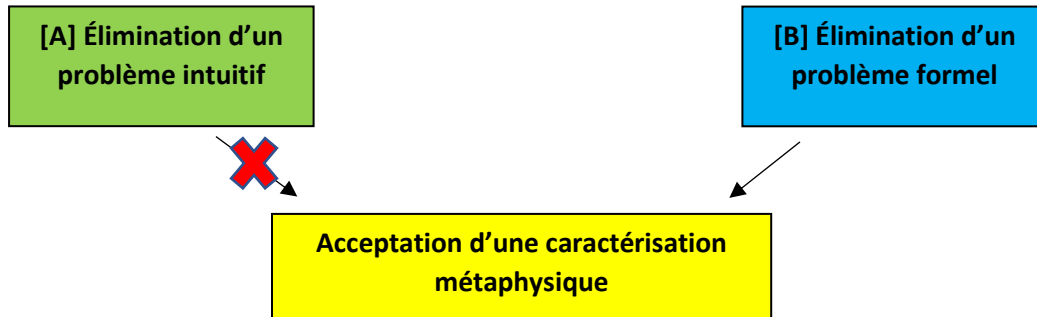 [A] Élimination d’un
problème intuitif
[B] Élimination d’un
problème formel
Acceptation d’une caractérisation
métaphysique